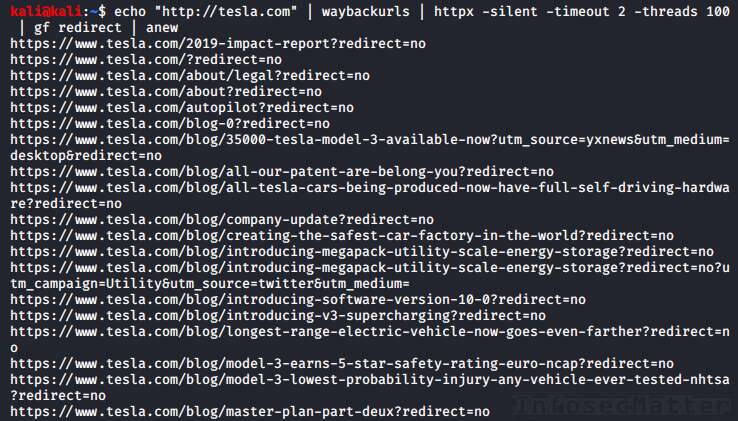 kali@kali:~$ echo "http://tesla.com" | waybackurls | httpx -silent -timeout 2 -threads 100
 | gf redirect | anew
https://www.tesla.com/2019-impact-report?redirect=no
https://www.tesla.com/?redirect=no
https://www.tesla.com/about/legal?redirect=no
https://www.tesla.com/about?redirect=no
https://www.tesla.com/autopilot?redirect=no
https://www.tesla.com/blog-0?redirect=no
https://www.tesla.com/blog/35000-tesla-model-3-available-now?utm_source=yxnews&utm_medium=
desktop&redirect=no
https://www.tesla.com/blog/all-our-patent-are-belong-you?redirect=no
https://www.tesla.com/blog/all-tesla-cars-being-produced-now-have-full-self-driving-hardwa
re?redirect=no
https://www.tesla.com/blog/company-update?redirect=no
https://www.tesla.com/blog/creating-the-safest-car-factory-in-the-world?redirect=no
https://www.tesla.com/blog/introducing-megapack-utility-scale-energy-storage?redirect=no
https://www.tesla.com/blog/introducing-megapack-utility-scale-energy-storage?redirect=no?u
tm_campaign=Utility&utm_source=twitter&utm_medium=
https://www.tesla.com/blog/introducing-software-version-10-0?redirect=no
https://www.tesla.com/blog/introducing-v3-supercharging?redirect=no
https://www.tesla.com/blog/longest-range-electric-vehicle-now-goes-even-farther?redirect=n
o
https://www.tesla.com/blog/model-3-earns-5-star-safety-rating-euro-ncap?redirect=no
https://www.tesla.com/blog/model-3-lowest-probability-injury-any-vehicle-ever-tested-nhtsa
?redirect=no
https://www.tesla.com/blog/master-plan-part-deux?redirect=no
InfosecMatter